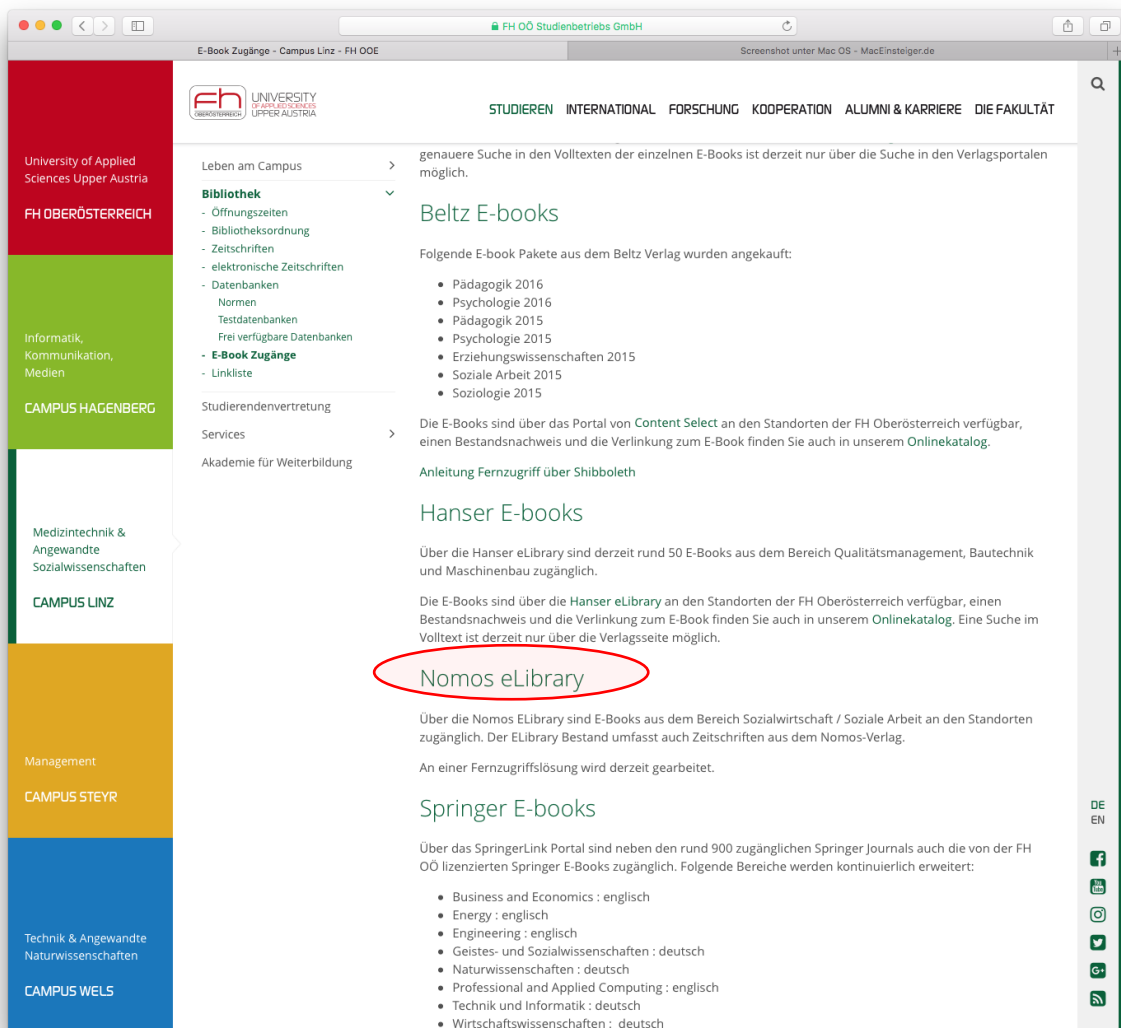 FH OÖ Studienbetriebs GmbH
E-Book Zugänge - Campus Linz - FH OOE
Screenshot unter Mac OS - MacEinsteiger.de
University of Applied
Sciences Upper Austria
FH OBERÖSTERREICH
Informatik,
Kommunikation,
Medien
CAMPUS HAGENBERG
Medizintechnik &
Angewandte
Sozialwissenschaften
CAMPUS LINZ
Management
CAMPUS STEYR
Technik & Angewandte
Naturwissenschaften
CAMPUS WELS
fh
OBERÖSTERREICH
UNIVERSITY
OF APPLIED SCIENCES
UPPER AUSTRIA
STUDIEREN INTERNATIONAL FORSCHUNG KOOPERATION ALUMNI & KARRIERE DIE FAKULTÄT
Leben am Campus
Bibliothek
- Öffnungszeiten
- Bibliotheksordnung
- Zeitschriften
- elektronische Zeitschriften
- Datenbanken
Normen
Testdatenbanken
Frei verfügbare Datenbanken
- E-Book Zugänge
- Linkliste
Studierendenvertretung
Services
Akademie für Weiterbildung
genauere Suche in den Volltexten der einzelnen E-Books ist derzeit nur über die Suche in den Verlagsportalen
möglich.
Beltz E-books
Folgende E-book Pakete aus dem Beltz Verlag wurden angekauft:
• Pädagogik 2016
• Psychologie 2016
• Pädagogik 2015
• Psychologie 2015
• Erziehungswissenschaften 2015
• Soziale Arbeit 2015
• Soziologie 2015
Die E-Books sind über das Portal von Content Select an den Standorten der FH Oberösterreich verfügbar,
einen Bestandsnachweis und die Verlinkung zum E-Book finden Sie auch in unserem Onlinekatalog.
Anleitung Fernzugriff über Shibboleth
Hanser E-books
Über die Hanser eLibrary sind derzeit rund 50 E-Books aus dem Bereich Qualitätsmanagement, Bautechnik
und Maschinenbau zugänglich.
Die E-Books sind über die Hanser eLibrary an den Standorten der FH Oberösterreich verfügbar, einen
Bestandsnachweis und die Verlinkung zum E-Book finden Sie auch in unserem Onlinekatalog. Eine Suche im
Volltext ist derzeit nur über die Verlagsseite möglich.
Nomos eLibrary
Über die Nomos ELibrary sind E-Books aus dem Bereich Sozialwirtschaft / Soziale Arbeit an den Standorten
zugänglich. Der ELibrary Bestand umfasst auch Zeitschriften aus dem Nomos-Verlag.
An einer Fernzugriffslösung wird derzeit gearbeitet.
Springer E-books
Über das SpringerLink Portal sind neben den rund 900 zugänglichen Springer Journals auch die von der FH
OÖ lizenzierten Springer E-Books zugänglich. Folgende Bereiche werden kontinuierlich erweitert:
• Business and Economics : englisch
• Energy : englisch
• Engineering : englisch
• Geistes- und Sozialwissenschaften : deutsch
• Naturwissenschaften : deutsch
• Professional and Applied Computing : englisch
• Technik und Informatik : deutsch
• Wirtschaftswissenschaften : deutsch
DE
EN